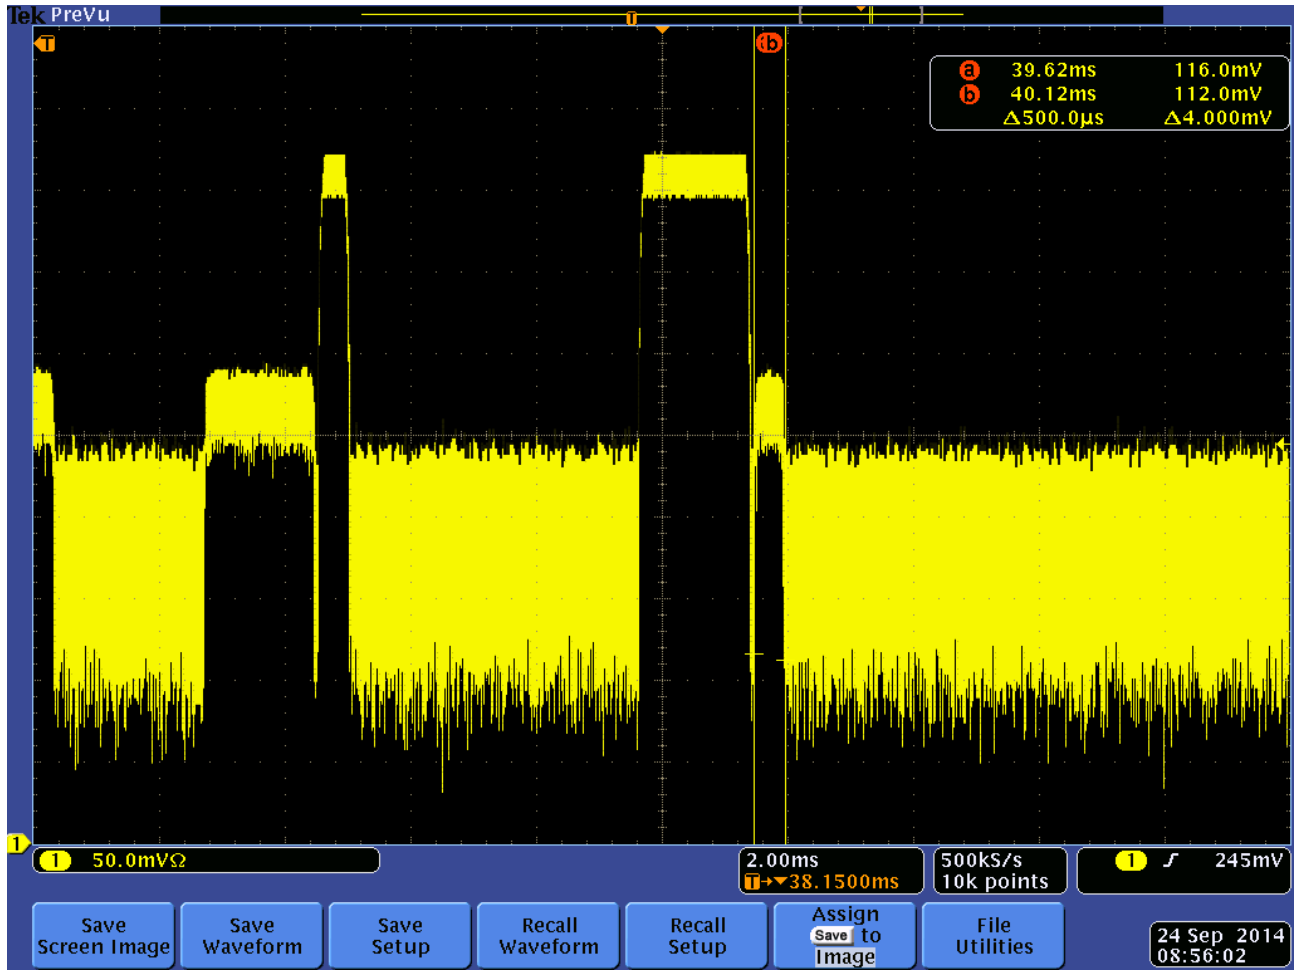 Tek PreVu
T
T
b
a 39.62ms 116.0mV
b 40.12ms 112.0mV
Δ500.0µs Δ4.000mV
1
1 50.0mVΩ
2.00ms
T→▼38.1500ms
500kS/s
10k points
1 ʃ 245mV
Save
Screen Image
Save
Waveform
Save
Setup
Recall
Waveform
Recall
Setup
Assign
Save to
Image
File
Utilities
24 Sep 2014
08:56:02